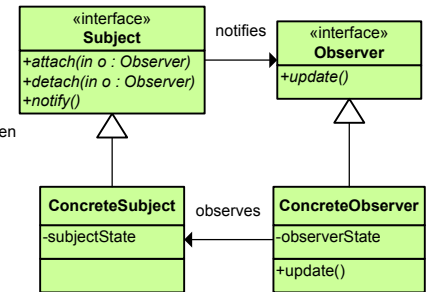 «interface»
Subject
+attach(in o : Observer)
+detach(in o : Observer)
+notify()
notifies
«interface»
Observer
+update()
en
ConcreteSubject
-subjectState
observes
ConcreteObserver
-observerState
+update()